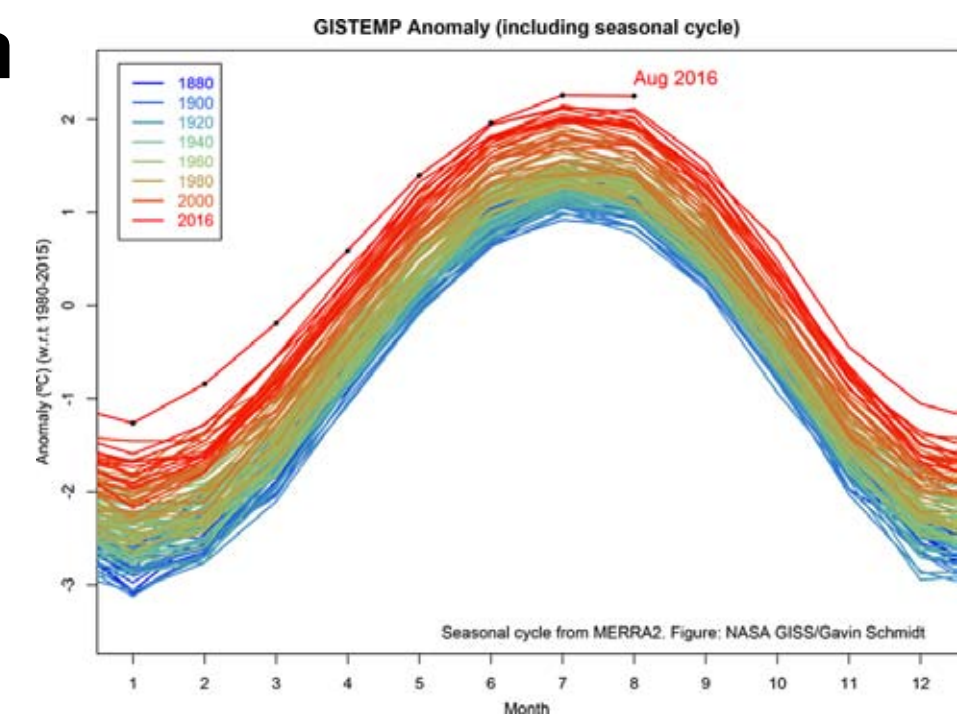 GISTEMP Anomaly (including seasonal cycle)
Aug 2016
1880
1900
1920
1940
1960
1980
2000
2016
Anomaly (ºC) (w.r.t 1980-2015)
2
1
0
-1
-2
-3
Seasonal cycle from MERRA2. Figure: NASA GISS/Gavin Schmidt
1 2 3 4 5 6 7 8 9 10 11 12
Month